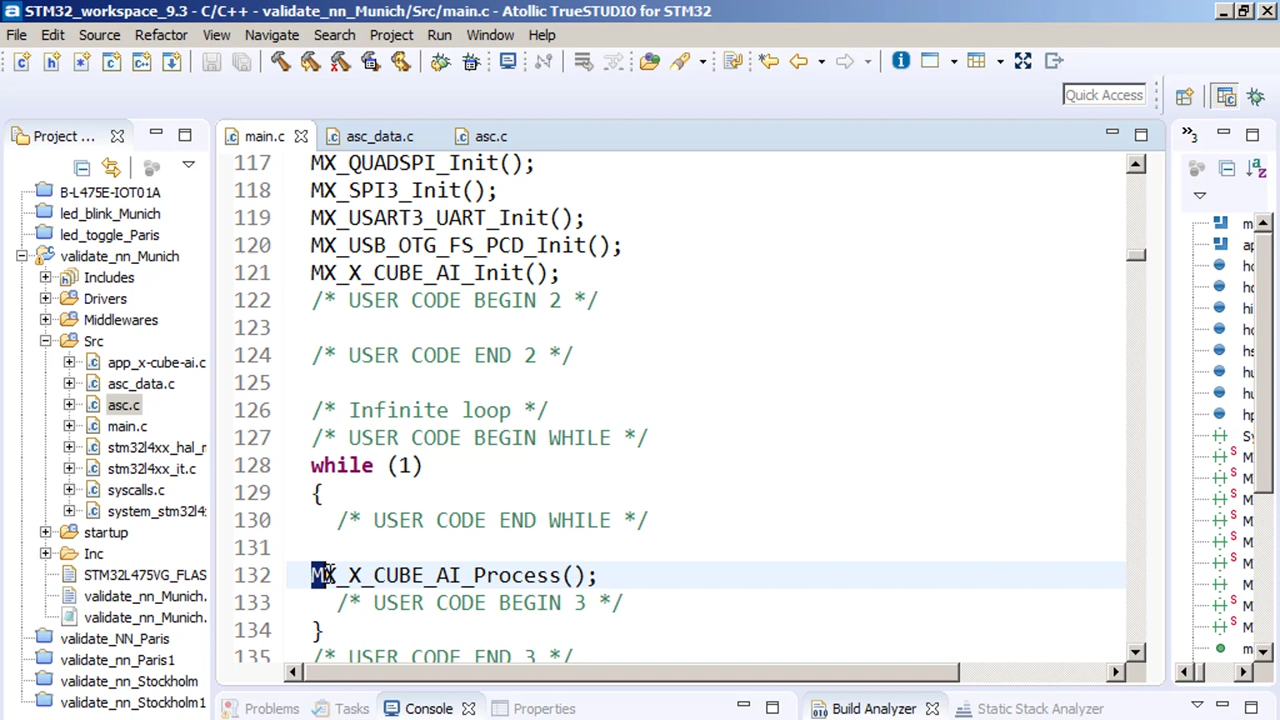 STM32_workspace_9.3 - C/C++ - validate_nn_Munich/Src/main.c - Atollic TrueSTUDIO for STM32
File Edit Source Refactor View Navigate Search Project Run Window Help
Quick Access
Project ...
main.c
asc_data.c
asc.c
3
B-L475E-IOT01A
led_blink_Munich
led_toggle_Paris
validate_nn_Munich
Includes
Drivers
Middlewares
Src
app_x-cube-ai.c
asc_data.c
asc.c
main.c
stm32l4xx_hal_r
stm32l4xx_it.c
syscalls.c
system_stm32l4
startup
Inc
STM32L475VG_FLAS
validate_nn_Munich.
validate_nn_Munich.
validate_NN_Paris
validate_nn_Paris1
validate_nn_Stockholm
validate_nn_Stockholm1
117 MX_QUADSPI_Init();
118 MX_SPI3_Init();
119 MX_USART3_UART_Init();
120 MX_USB_OTG_FS_PCD_Init();
121 MX_X_CUBE_AI_Init();
122 /* USER CODE BEGIN 2 */
123
124 /* USER CODE END 2 */
125
126 /* Infinite loop */
127 /* USER CODE BEGIN WHILE */
128 while (1)
129 {
130 /* USER CODE END WHILE */
131
132 MX_X_CUBE_AI_Process();
133 /* USER CODE BEGIN 3 */
134 }
135 /* USER CODE END 3 */
Problems Tasks Console Properties
Build Analyzer Static Stack Analyzer